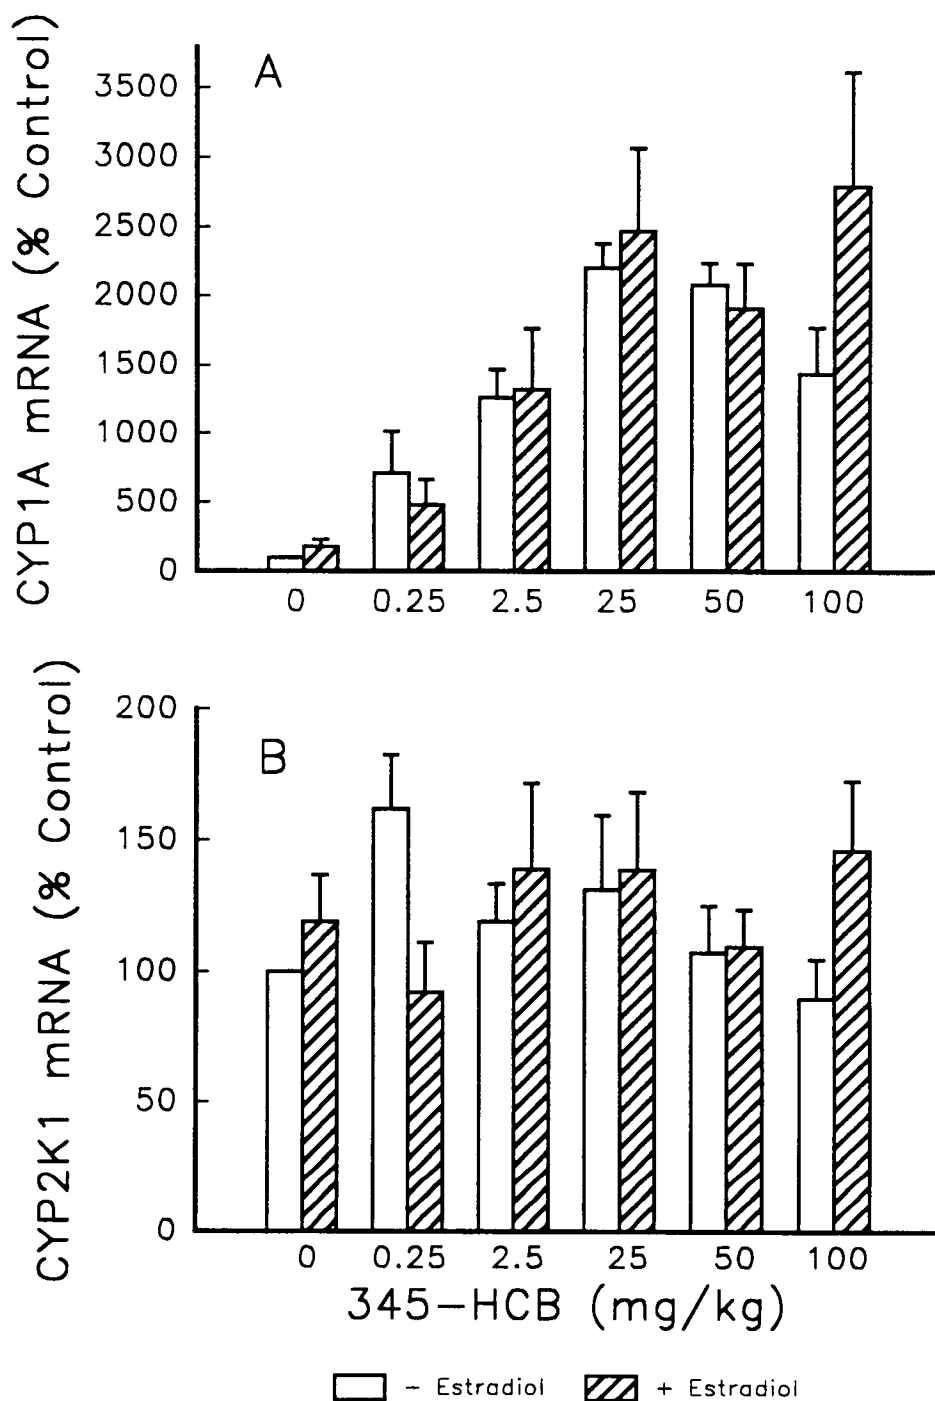 A
CYP1A mRNA (% Control)
3500
3000
2500
2000
1500
1000
500
0
0 0.25 2.5 25 50 100
B
CYP2K1 mRNA (% Control)
200
150
100
50
0
0 0.25 2.5 25 50 100
345-HCB (mg/kg)
- Estradiol + Estradiol